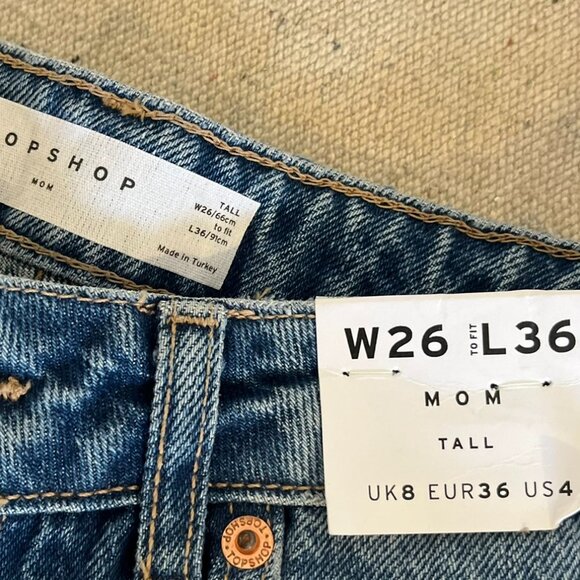 OPSHOP
MOM
TALL
W26/66cm
to fit
L36/91cm
Made in Turkey
W26 TO FIT L36
MOM
TALL
UK8 EUR36 US4
TOPSHOP
TOPSHOP